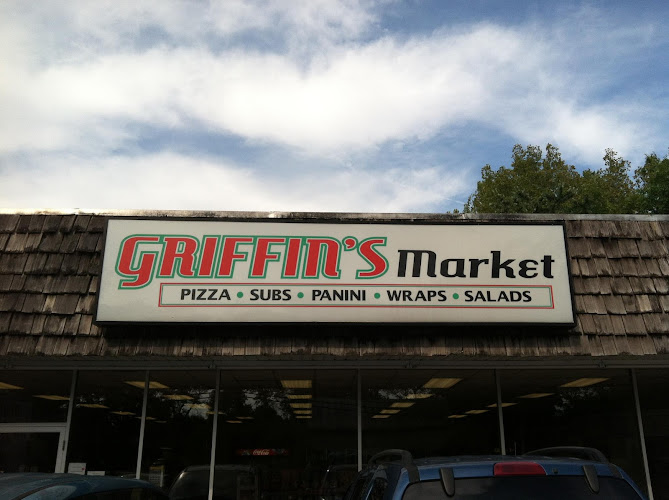 GRIFFIN'S Market
PIZZA • SUBS • PANINI • WRAPS • SALADS